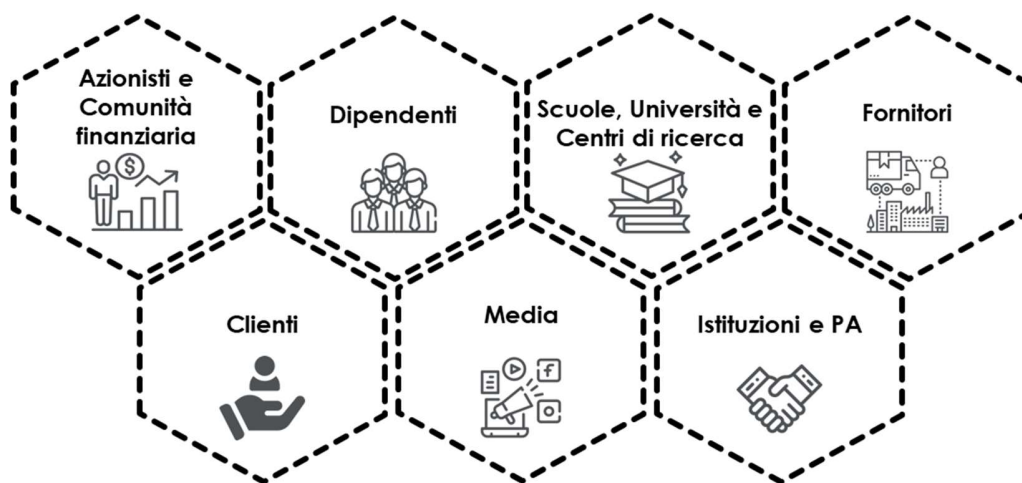 Azionisti e
Comunità
finanziaria
Dipendenti
Scuole, Università e
Centri di ricerca
Fornitori
Clienti
Media
Istituzioni e PA